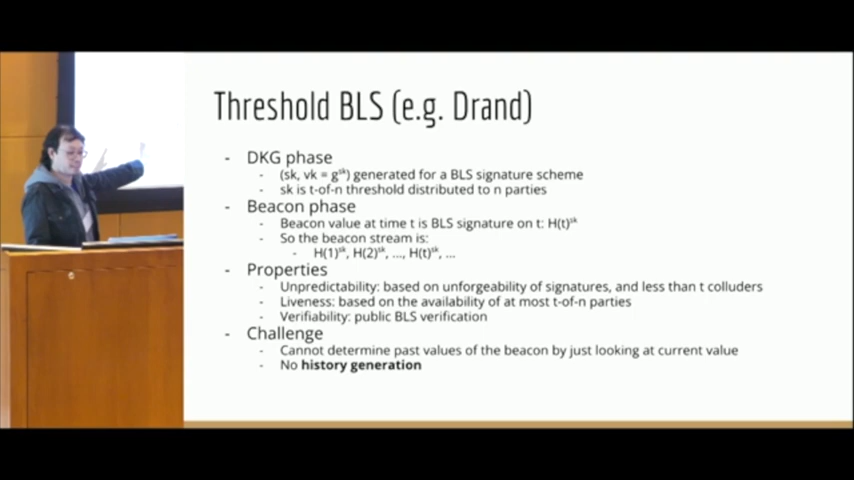 Threshold BLS (e.g. Drand)
- DKG phase
- (sk, vk = g^sk) generated for a BLS signature scheme
- sk is t-of-n threshold distributed to n parties
- Beacon phase
- Beacon value at time t is BLS signature on t: H(t)^sk
- So the beacon stream is:
- H(1)^sk, H(2)^sk, ..., H(t)^sk, ...
- Properties
- Unpredictability: based on unforgeability of signatures, and less than t colluders
- Liveness: based on the availability of at most t-of-n parties
- Verifiability: public BLS verification
- Challenge
- Cannot determine past values of the beacon by just looking at current value
- No history generation